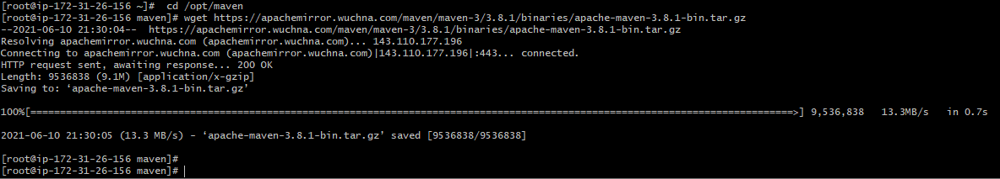 [root@ip-172-31-26-156 ~]#  cd /opt/maven
[root@ip-172-31-26-156 maven]# wget https://apachemirror.wuchna.com/maven/maven-3/3.8.1/binaries/apache-maven-3.8.1-bin.tar.gz
--2021-06-10 21:30:04--  https://apachemirror.wuchna.com/maven/maven-3/3.8.1/binaries/apache-maven-3.8.1-bin.tar.gz
Resolving apachemirror.wuchna.com (apachemirror.wuchna.com)... 143.110.177.196
Connecting to apachemirror.wuchna.com (apachemirror.wuchna.com)|143.110.177.196|:443... connected.
HTTP request sent, awaiting response... 200 OK
Length: 9536838 (9.1M) [application/x-gzip]
Saving to: ‘apache-maven-3.8.1-bin.tar.gz’
100%[=================================================================================================================================>] 9,536,838   13.3MB/s   in 0.7s
2021-06-10 21:30:05 (13.3 MB/s) - ‘apache-maven-3.8.1-bin.tar.gz’ saved [9536838/9536838]
[root@ip-172-31-26-156 maven]#
[root@ip-172-31-26-156 maven]#